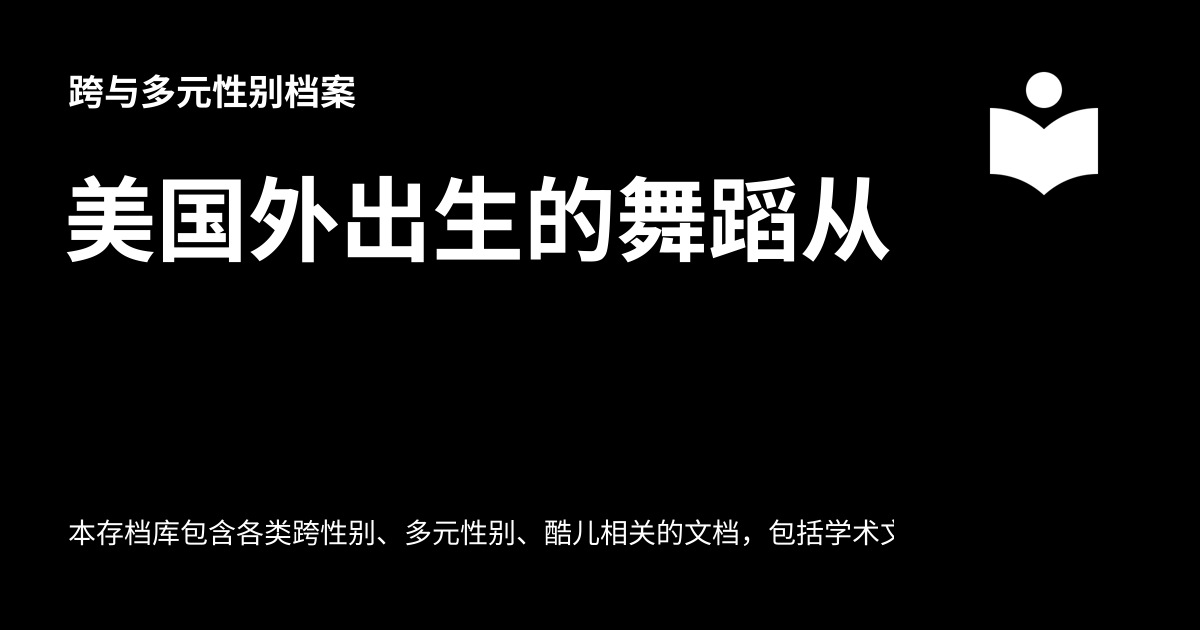 跨与多元性别档案
美国外出生的舞蹈从
本存档库包含各类跨性别、多元性别、酷儿相关的文档，包括学术